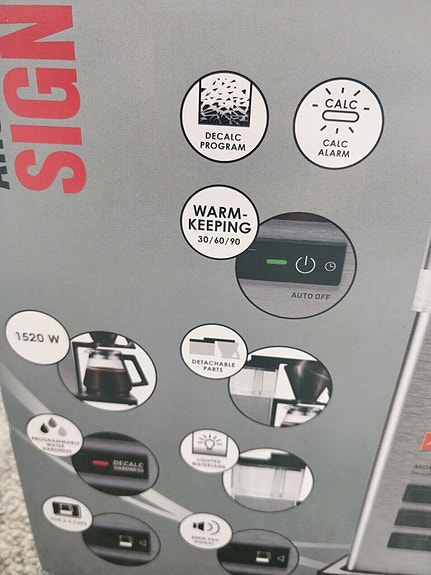 SIGN
DECALC
PROGRAM
CALC
CALC
ALARM
WARM-
KEEPING
30/60/90
AUTO OFF
1520 W
DETACHABLE
PARTS
PROGRAMMABLE
WATER
HARDNESS
DECALC
HARDNESS
LIGHTED
WATERTANK